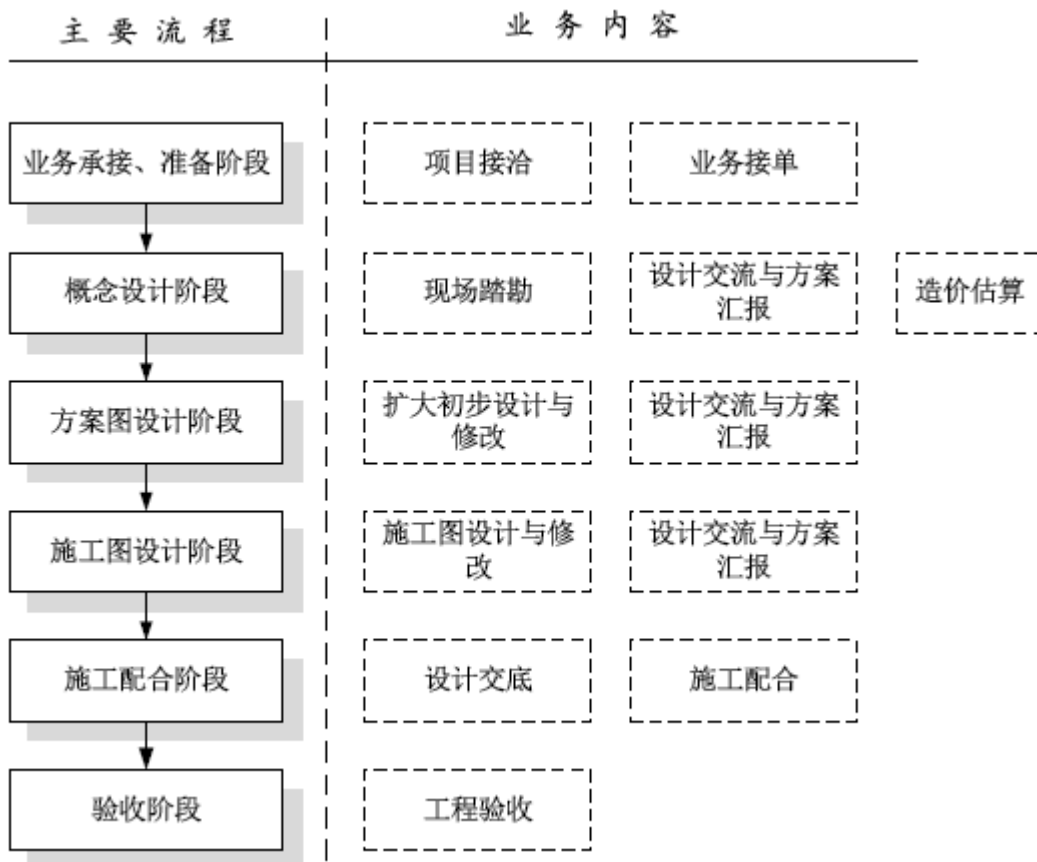 主要流程
业务内容
业务承接、准备阶段
项目接洽
业务接单
概念设计阶段
现场踏勘
设计交流与方案
汇报
造价估算
方案图设计阶段
扩大初步设计与
修改
设计交流与方案
汇报
施工图设计阶段
施工图设计与修
改
设计交流与方案
汇报
施工配合阶段
设计交底
施工配合
验收阶段
工程验收